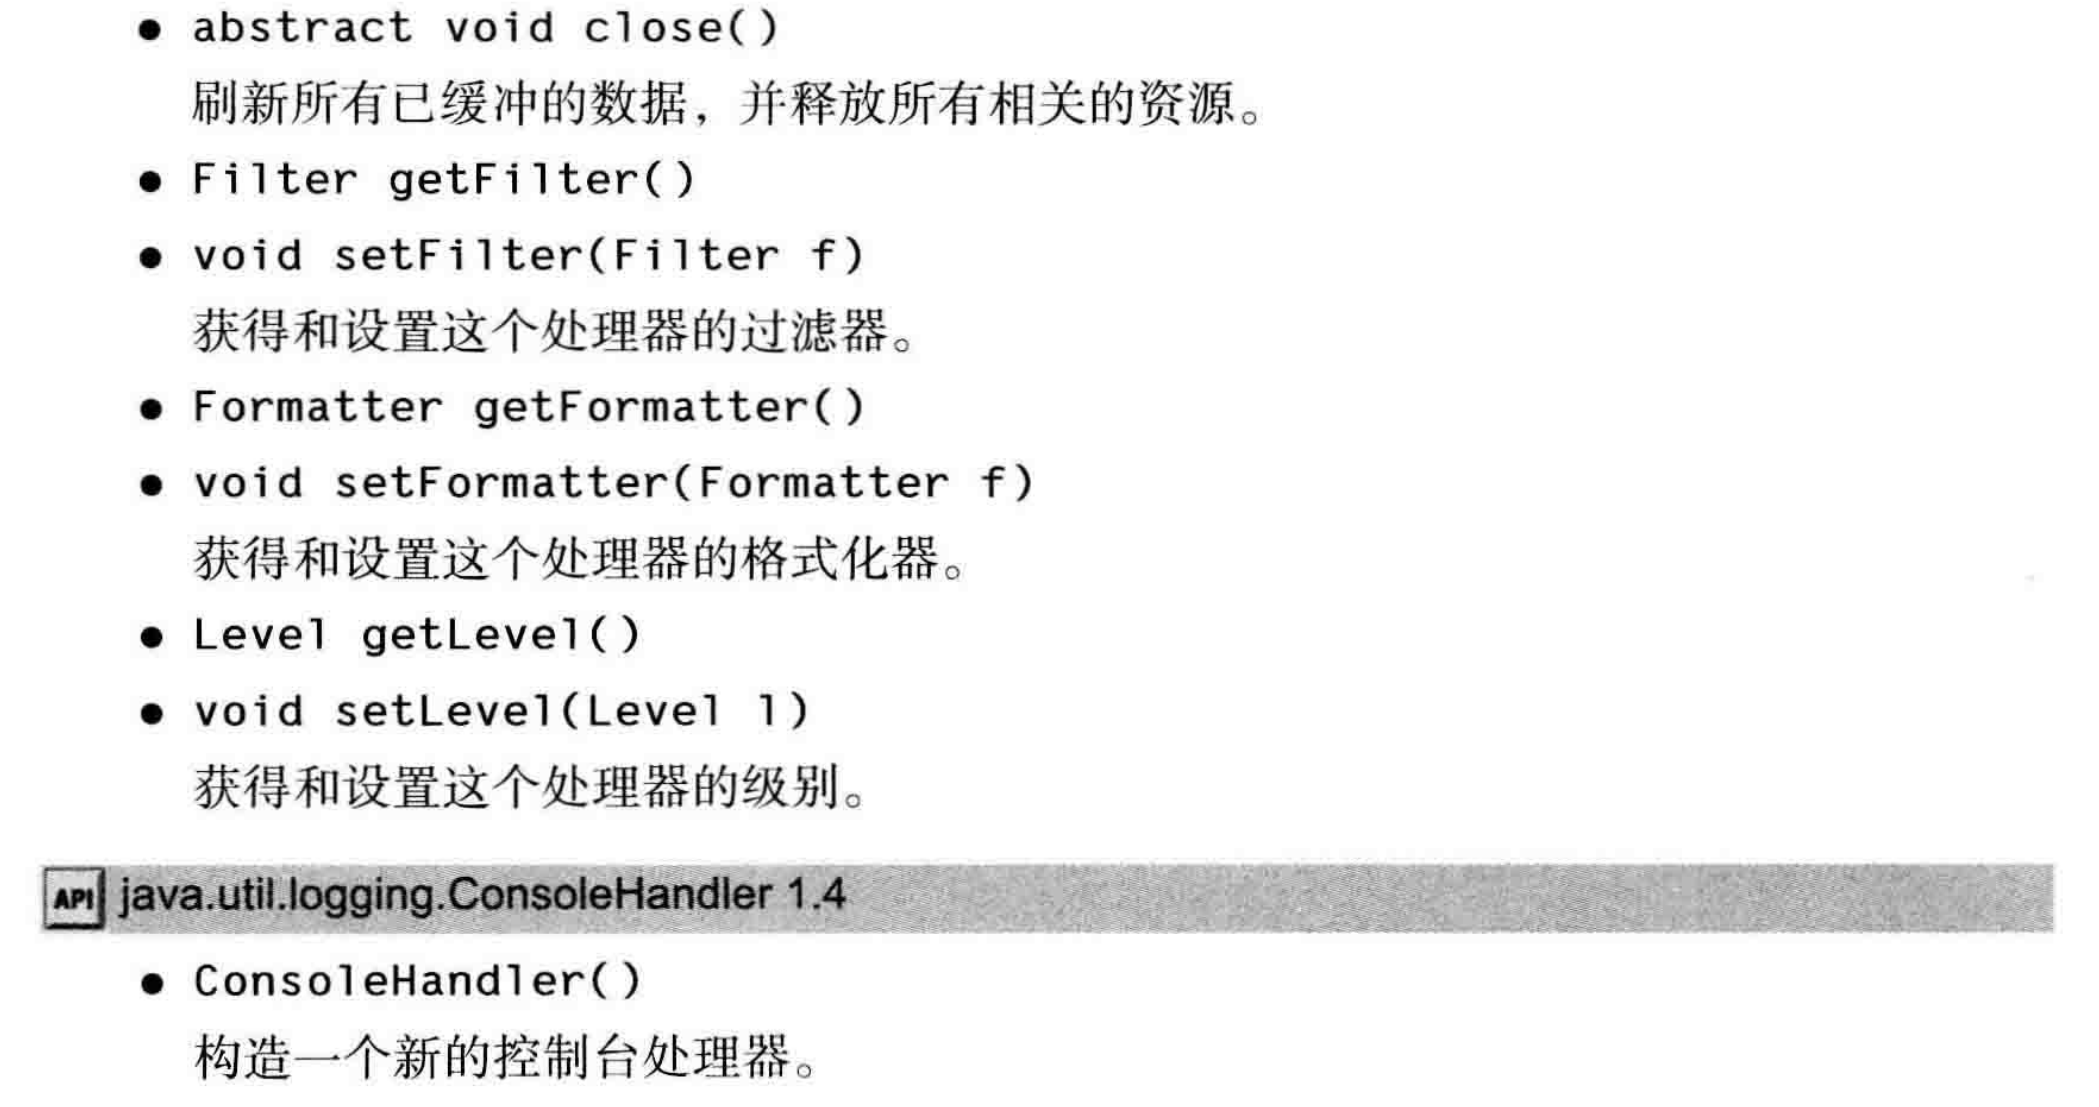 ● abstract void close()
刷新所有已缓冲的数据，并释放所有相关的资源。
● Filter getFilter()
● void setFilter(Filter f)
获得和设置这个处理器的过滤器。
● Formatter getFormatter()
● void setFormatter(Formatter f)
获得和设置这个处理器的格式化器。
● Level getLevel()
● void setLevel(Level l)
获得和设置这个处理器的级别。
API java.util.logging.ConsoleHandler 1.4
● ConsoleHandler()
构造一个新的控制台处理器。